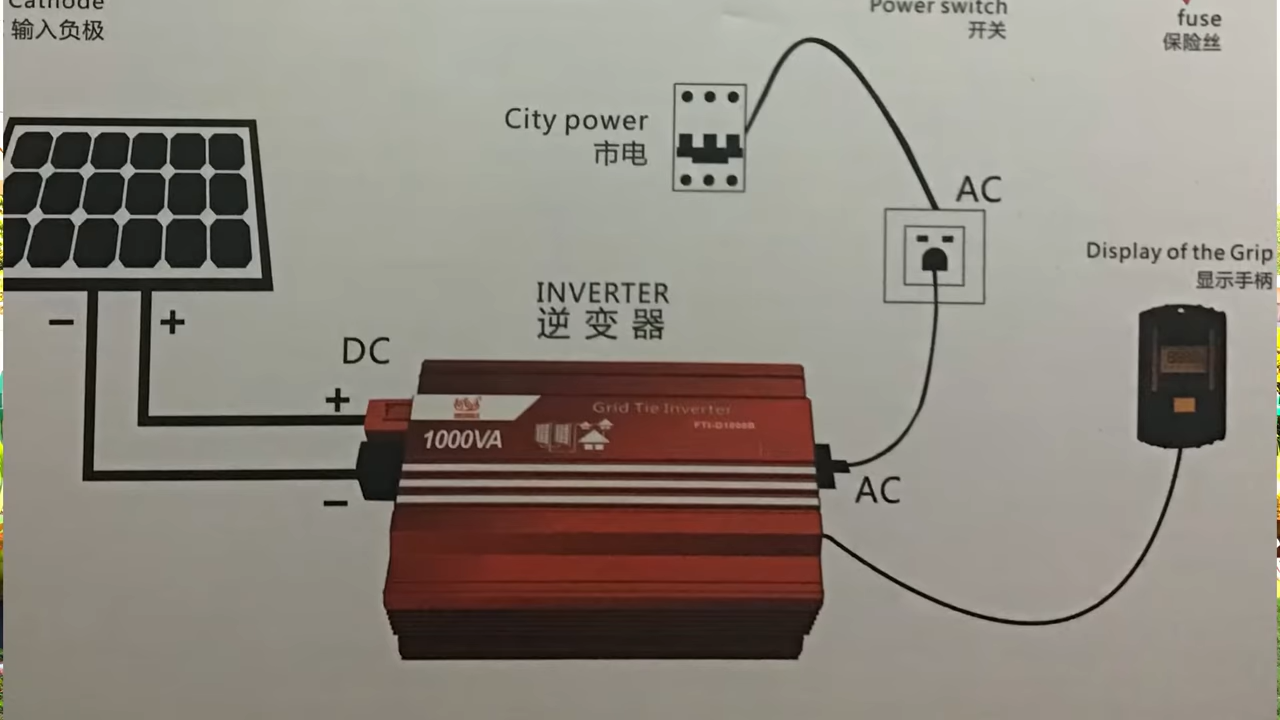 Cathode
输入负极
Power switch
开关
fuse
保险丝
City power
市电
AC
Display of the Grip
显示手柄
INVERTER
逆变器
− +
DC
+
Grid Tie Inverter
1000VA
AC
−